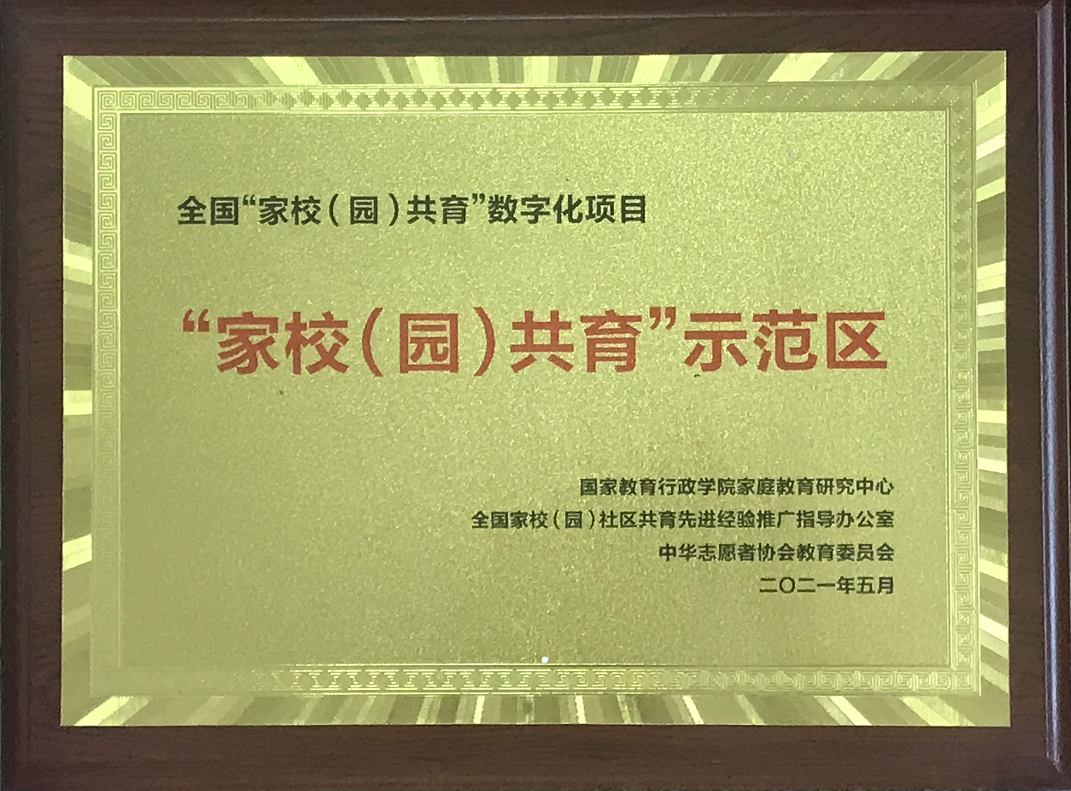 全国“家校(园)共育”数字化项目
“家校(园)共育”示范区
国家教育行政学院家庭教育研究中心
全国家校(园)社区共育先进经验推广指导办公室
中华志愿者协会教育委员会
二〇二一年五月